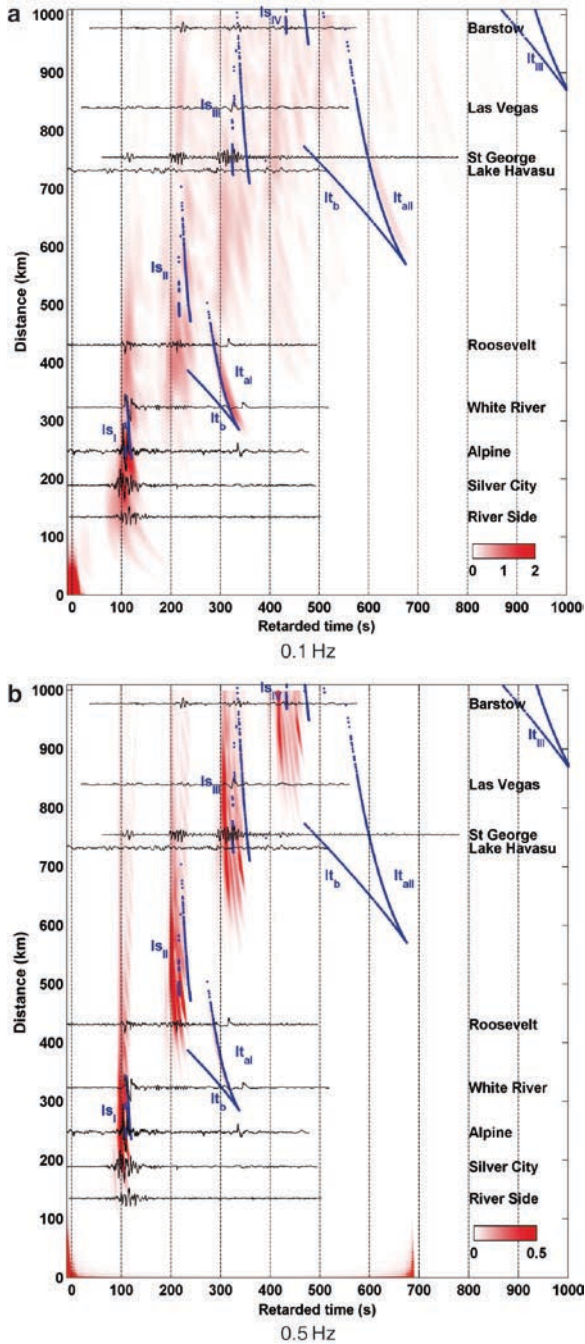 a
1000
900
800
700
600
500
400
300
200
100
0
Distance (km)
Is_IV
Is_III
Is_II
Is_I
It_b
It_aI
It_b
It_aII
It_III
Barstow
Las Vegas
St George
Lake Havasu
Roosevelt
White River
Alpine
Silver City
River Side
0 1 2
0 100 200 300 400 500 600 700 800 900 1000
Retarded time (s)
0.1 Hz
b
1000
900
800
700
600
500
400
300
200
100
0
Distance (km)
Is_III
Is_II
Is_I
It_b
It_aI
It_b
It_aII
It_III
Barstow
Las Vegas
St George
Lake Havasu
Roosevelt
White River
Alpine
Silver City
River Side
0 0.5
0 100 200 300 400 500 600 700 800 900 1000
Retarded time (s)
0.5 Hz